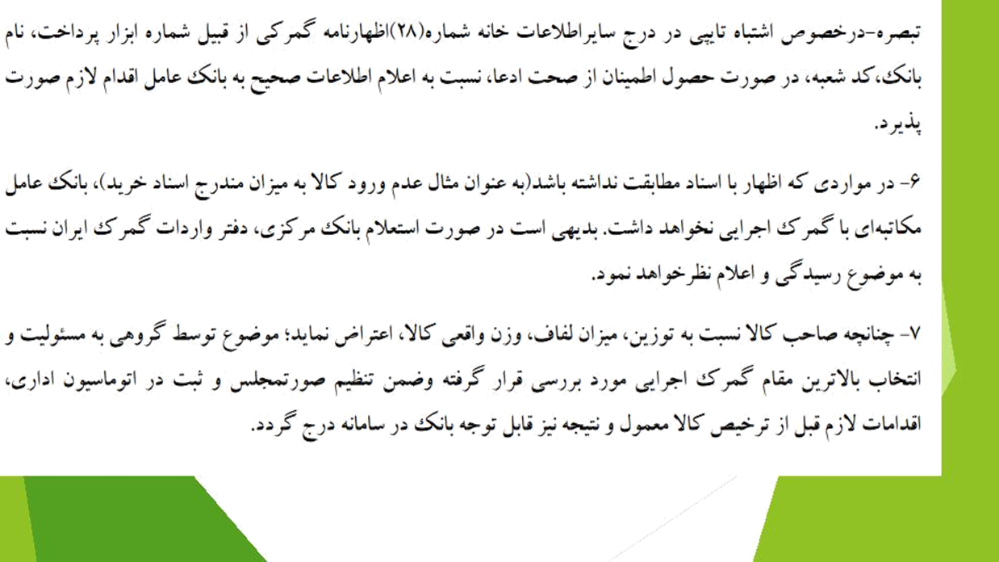 تبصره-درخصوص اشتباه تایپی در درج سایراطلاعات خانه شماره(۲۸)اظهارنامه گمرکی از قبیل شماره ابزار پرداخت، نام
بانک،کد شعبه، در صورت حصول اطمینان از صحت ادعا، نسبت به اعلام اطلاعات صحیح به بانک عامل اقدام لازم صورت
پذیرد.
۶- در مواردی که اظهار با اسناد مطابقت نداشته باشد(به عنوان مثال عدم ورود کالا به میزان مندرج اسناد خرید)، بانک عامل
مکاتبه‌ای با گمرک اجرایی نخواهد داشت. بدیهی است در صورت استعلام بانک مرکزی، دفتر واردات گمرک ایران نسبت
به موضوع رسیدگی و اعلام نظرخواهد نمود.
۷- چنانچه صاحب کالا نسبت به توزین، میزان لفاف، وزن واقعی کالا، اعتراض نماید؛ موضوع توسط گروهی به مسئولیت و
انتخاب بالاترین مقام گمرک اجرایی مورد بررسی قرار گرفته وضمن تنظیم صورتمجلس و ثبت در اتوماسیون اداری،
اقدامات لازم قبل از ترخیص کالا معمول و نتیجه نیز قابل توجه بانک در سامانه درج گردد.